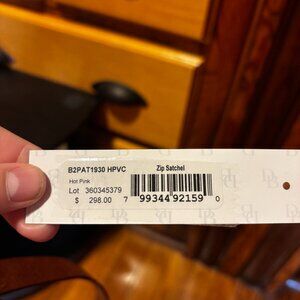 B2PAT1930 HPVC Zip Satchel
Hot Pink
Lot 360345379
$ 298.00 7 99344 92159 0